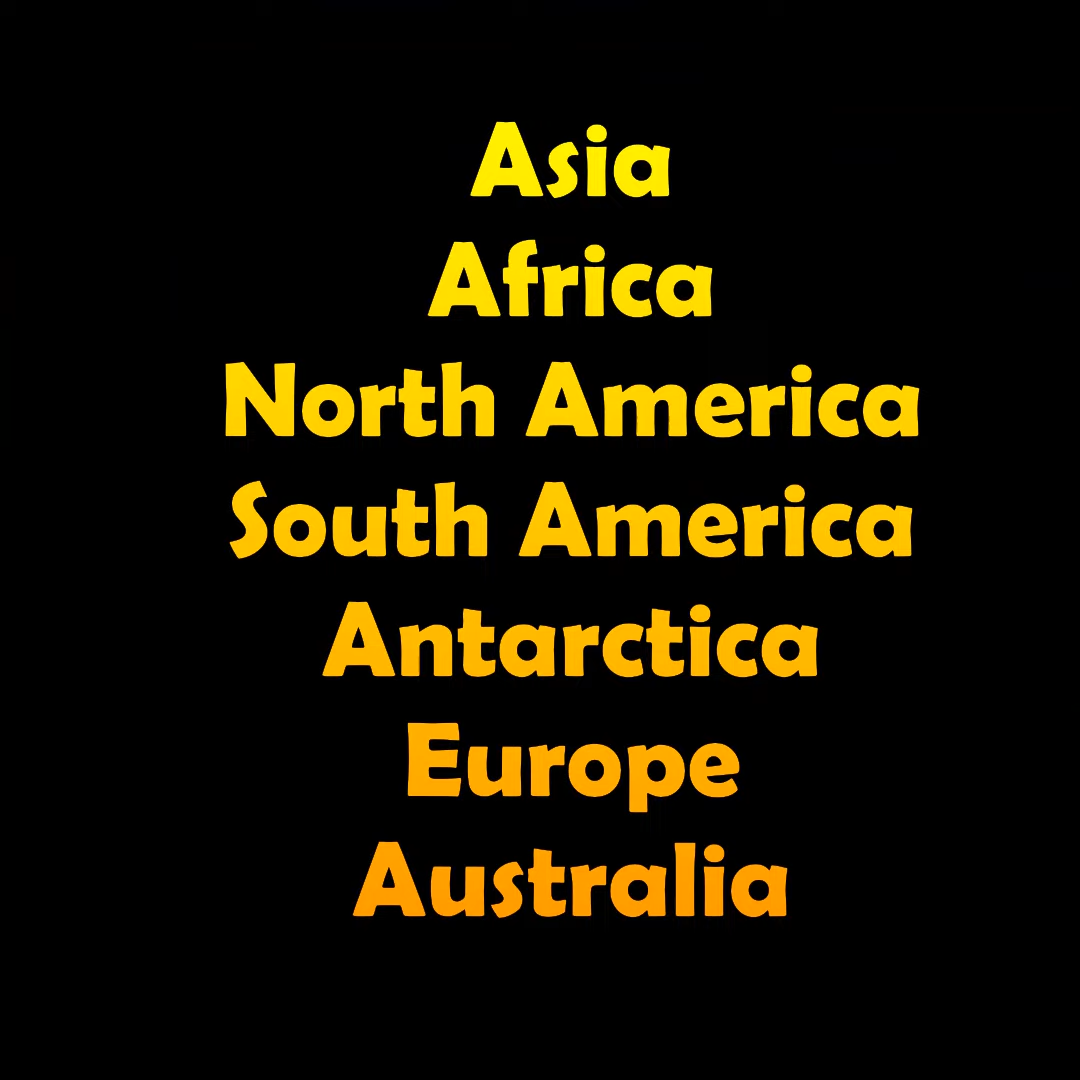 Asia
Africa
North America
South America
Antarctica
Europe
Australia